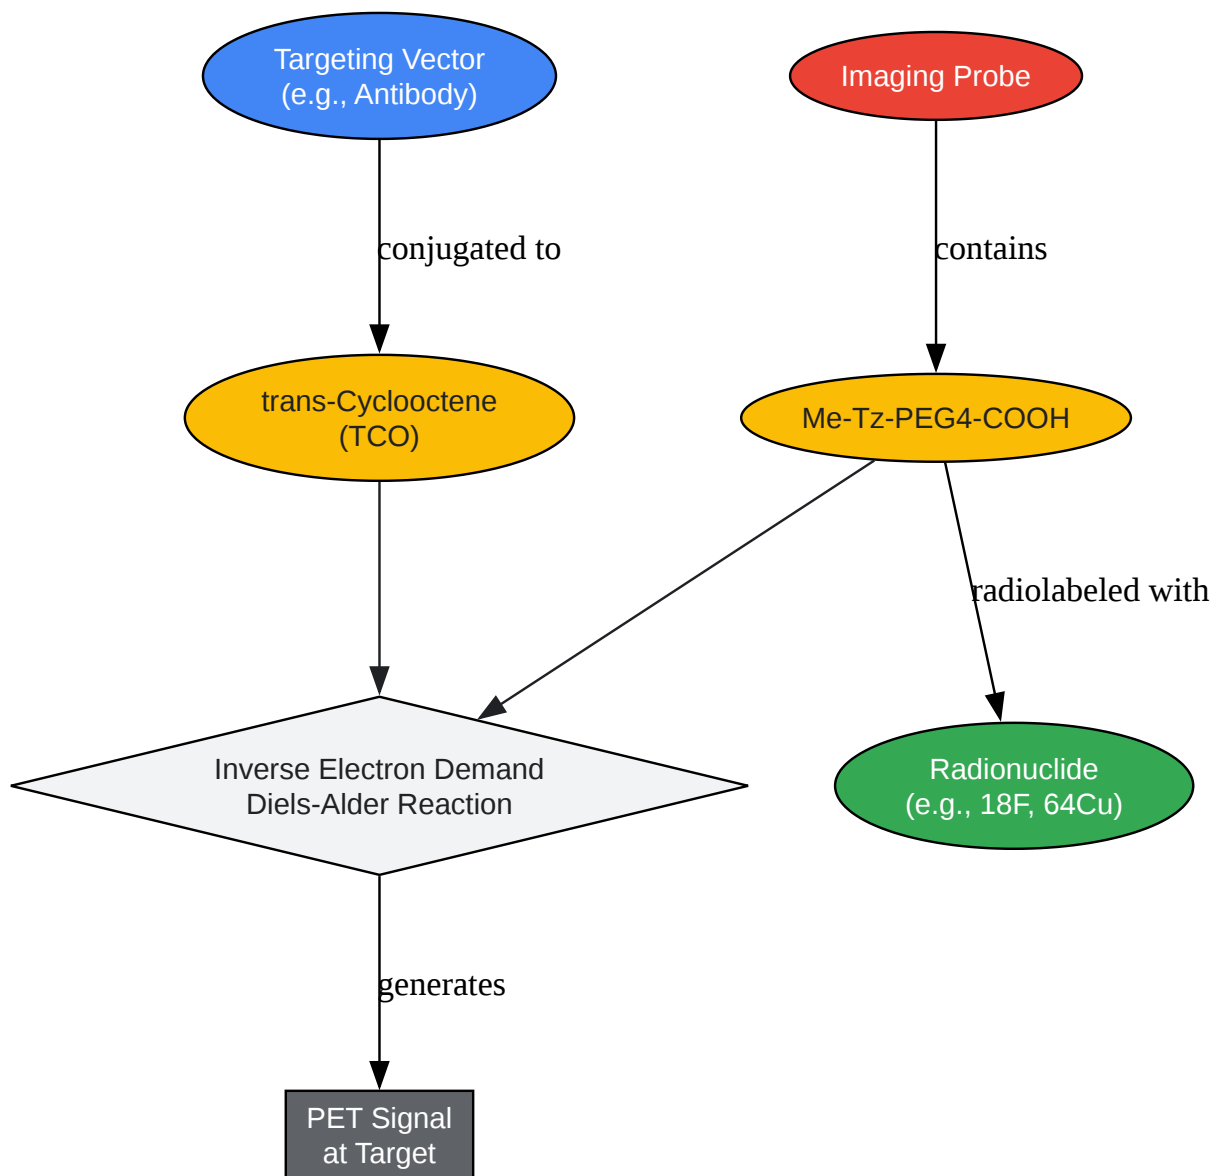 Targeting Vector
(e.g., Antibody)
Imaging Probe
conjugated to
contains
trans-Cyclooctene
(TCO)
Me-Tz-PEG4-COOH
radiolabeled with
Inverse Electron Demand
Diels-Alder Reaction
Radionuclide
(e.g., 18F, 64Cu)
generates
PET Signal
at Target